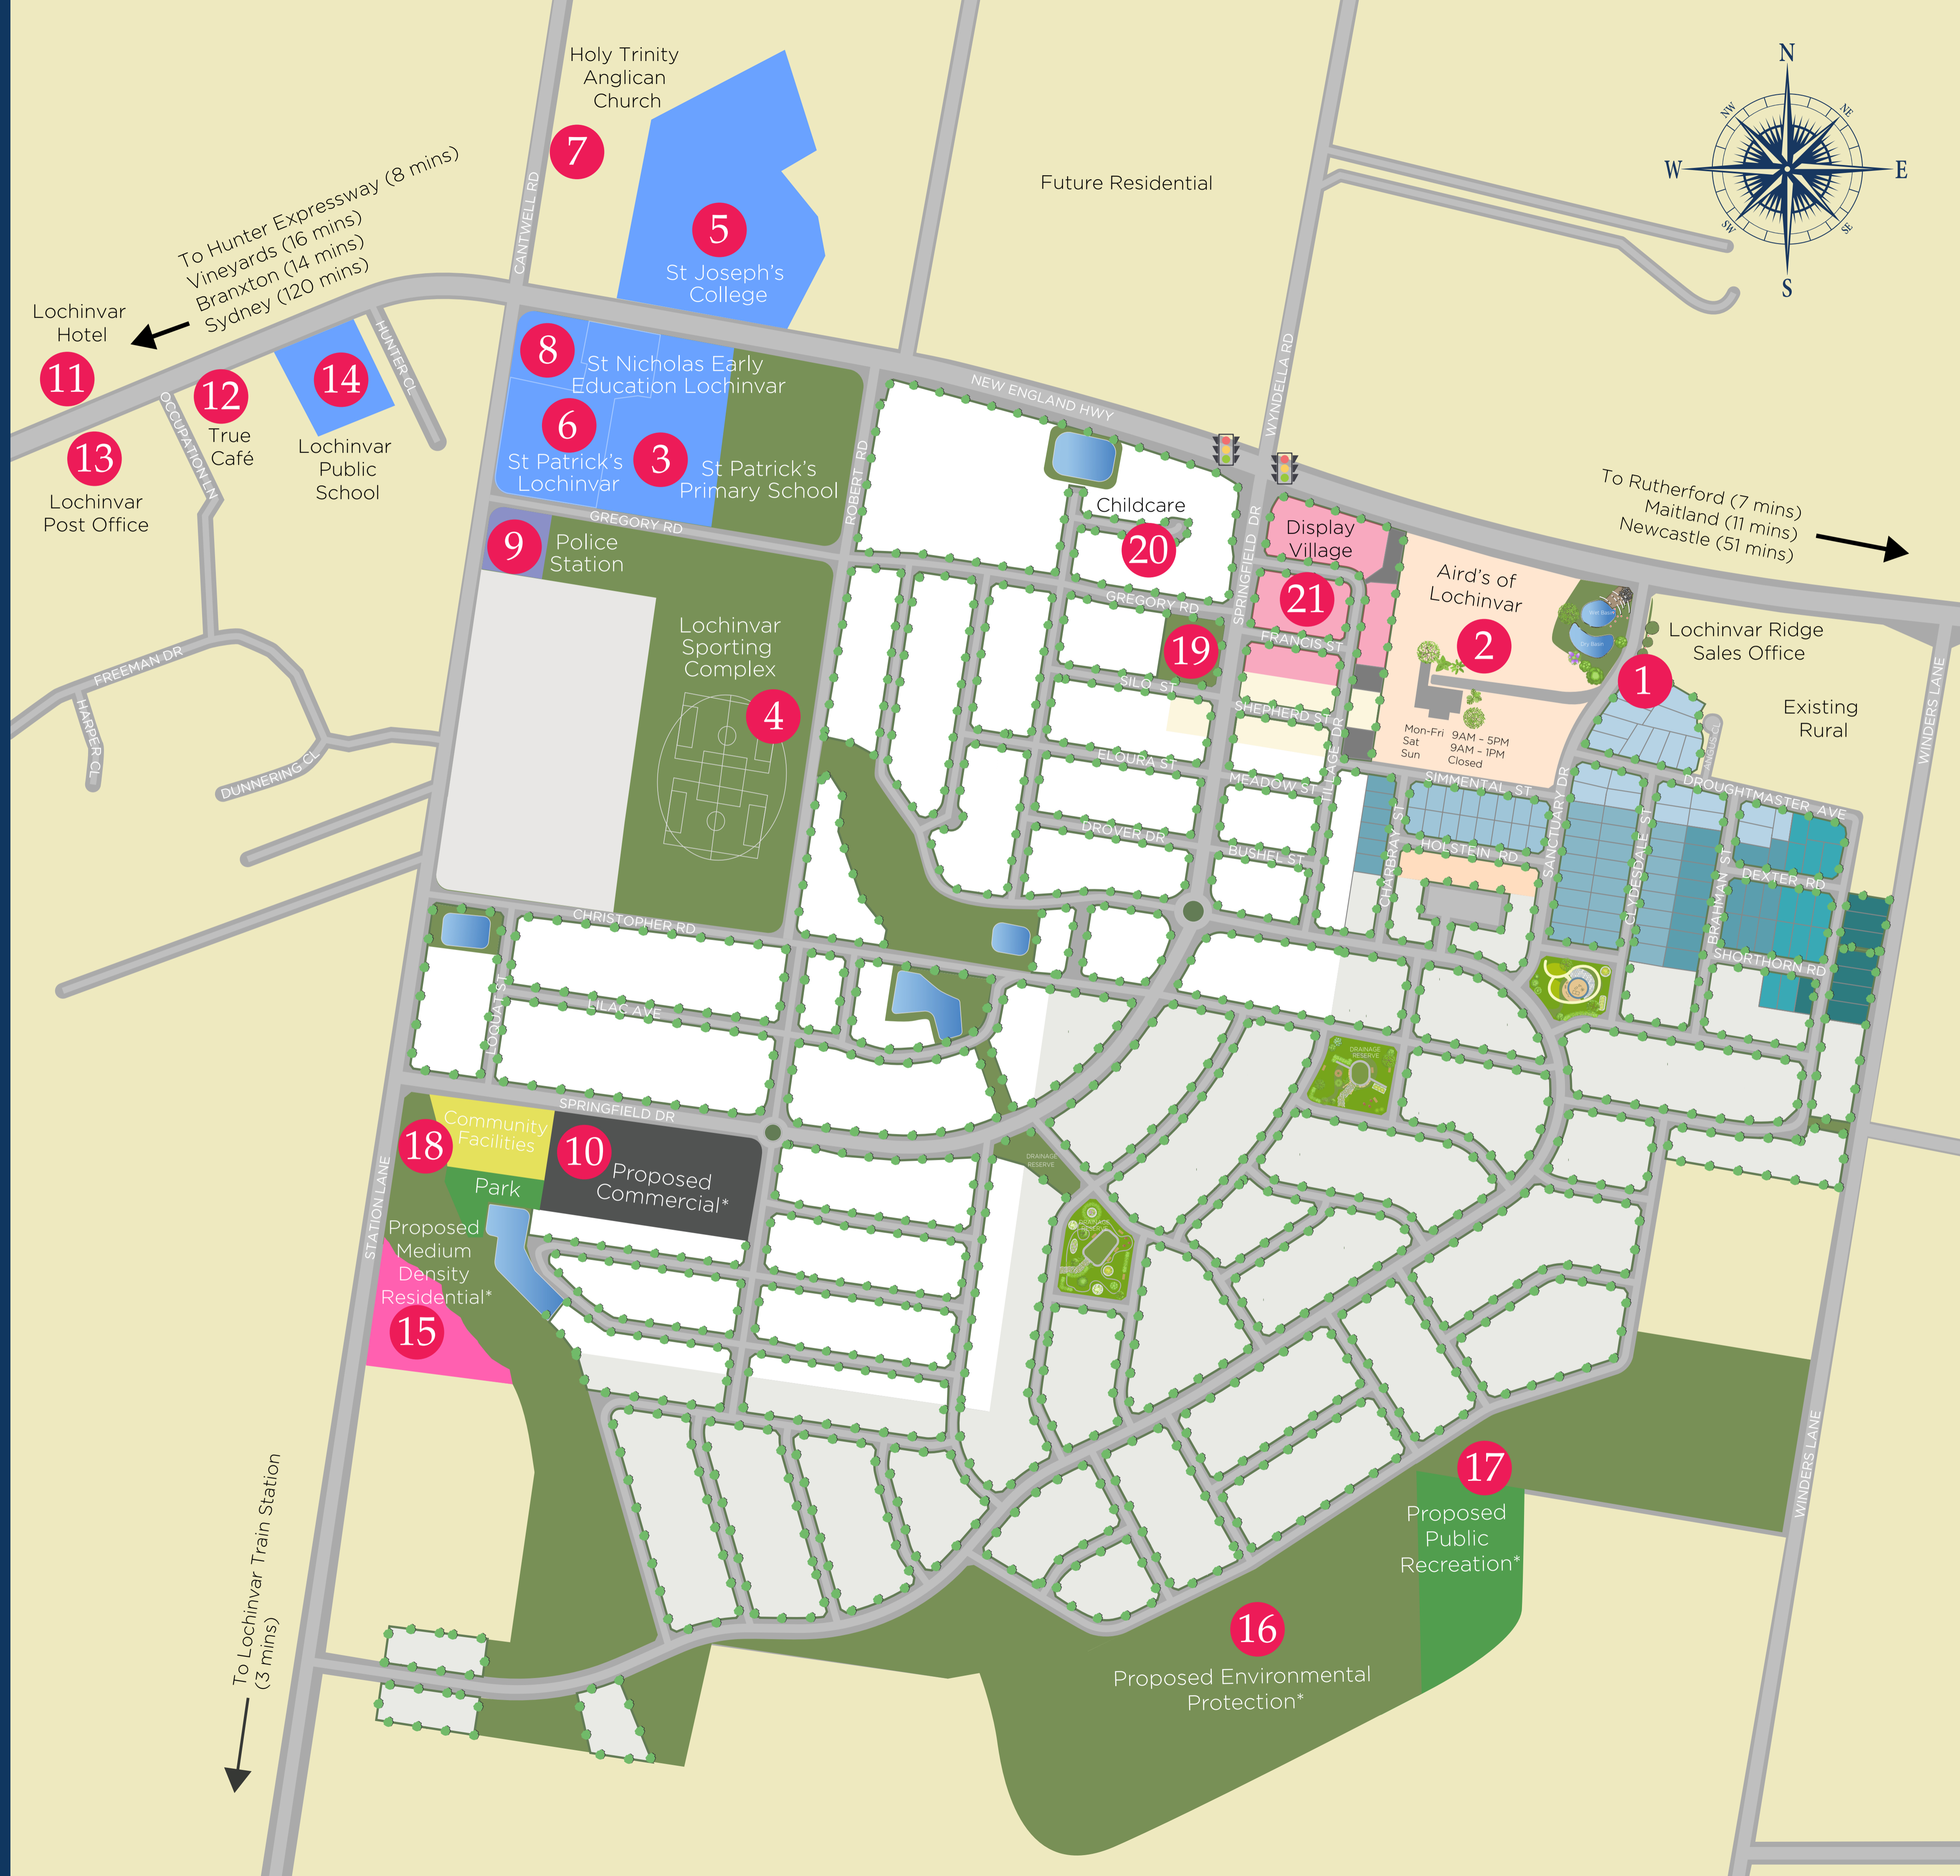 Holy Trinity
Anglican
Church
7
N
NW
NE
W
E
SW
SE
S
Future Residential
5
St Joseph's
College
CANTWELL RD
To Hunter Expressway (8 mins)
Vineyards (16 mins)
Branxton (14 mins)
Sydney (120 mins)
Lochinvar
Hotel
11
12
True
Café
13
Lochinvar
Post Office
14
Lochinvar
Public
School
HUNTER CL
OCCUPATION LN
8
St Nicholas Early
Education Lochinvar
6
St Patrick's
Lochinvar
3
St Patrick's
Primary School
ROBERT RD
NEW ENGLAND HWY
WYNDELLA RD
GREGORY RD
9
Police
Station
Childcare
20
SPRINGFIELD DR
Display
Village
21
To Rutherford (7 mins)
Maitland (11 mins)
Newcastle (51 mins)
Aird's of
Lochinvar
2
Mon-Fri 9AM – 5PM
Sat 9AM – 1PM
Sun Closed
Wet Basin
Dry Basin
Lochinvar Ridge
Sales Office
1
Existing
Rural
WINDERS LANE
Lochinvar
Sporting
Complex
4
GREGORY RD
19
FRANCIS ST
SILO ST
SHEPHERD ST
ELOURA ST
MEADOW ST
TILLAGE DR
DROVER DR
BUSHEL ST
SIMMENTAL ST
CHARBRAY ST
HOLSTEIN RD
SANCTUARY DR
CLYDESDALE ST
BRAHMAN ST
DROUGHTMASTER AVE
DEXTER RD
SHORTHORN RD
FREEMAN DR
HARPER CL
DUNNERING CL
CHRISTOPHER RD
LILAC AVE
LOQUAT ST
SPRINGFIELD DR
DRAINAGE
RESERVE
DRAINAGE
RESERVE
DRAINAGE
RESERVE
18
Community
Facilities
10
Proposed
Commercial*
Park
STATION LANE
Proposed
Medium
Density
Residential*
15
To Lochinvar Train Station
(3 mins)
17
Proposed
Public
Recreation*
WINDERS LANE
16
Proposed Environmental
Protection*